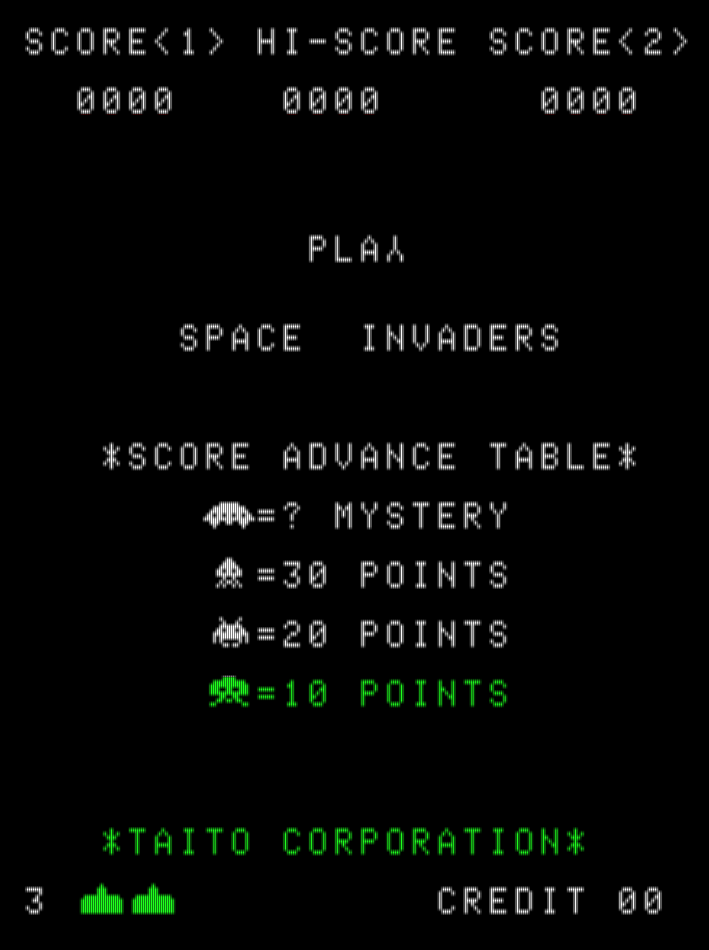 SCORE<1> HI-SCORE SCORE<2>
0000 0000 0000
PLAʎ
SPACE INVADERS
*SCORE ADVANCE TABLE*
=? MYSTERY
=30 POINTS
=20 POINTS
=10 POINTS
*TAITO CORPORATION*
3 CREDIT 00